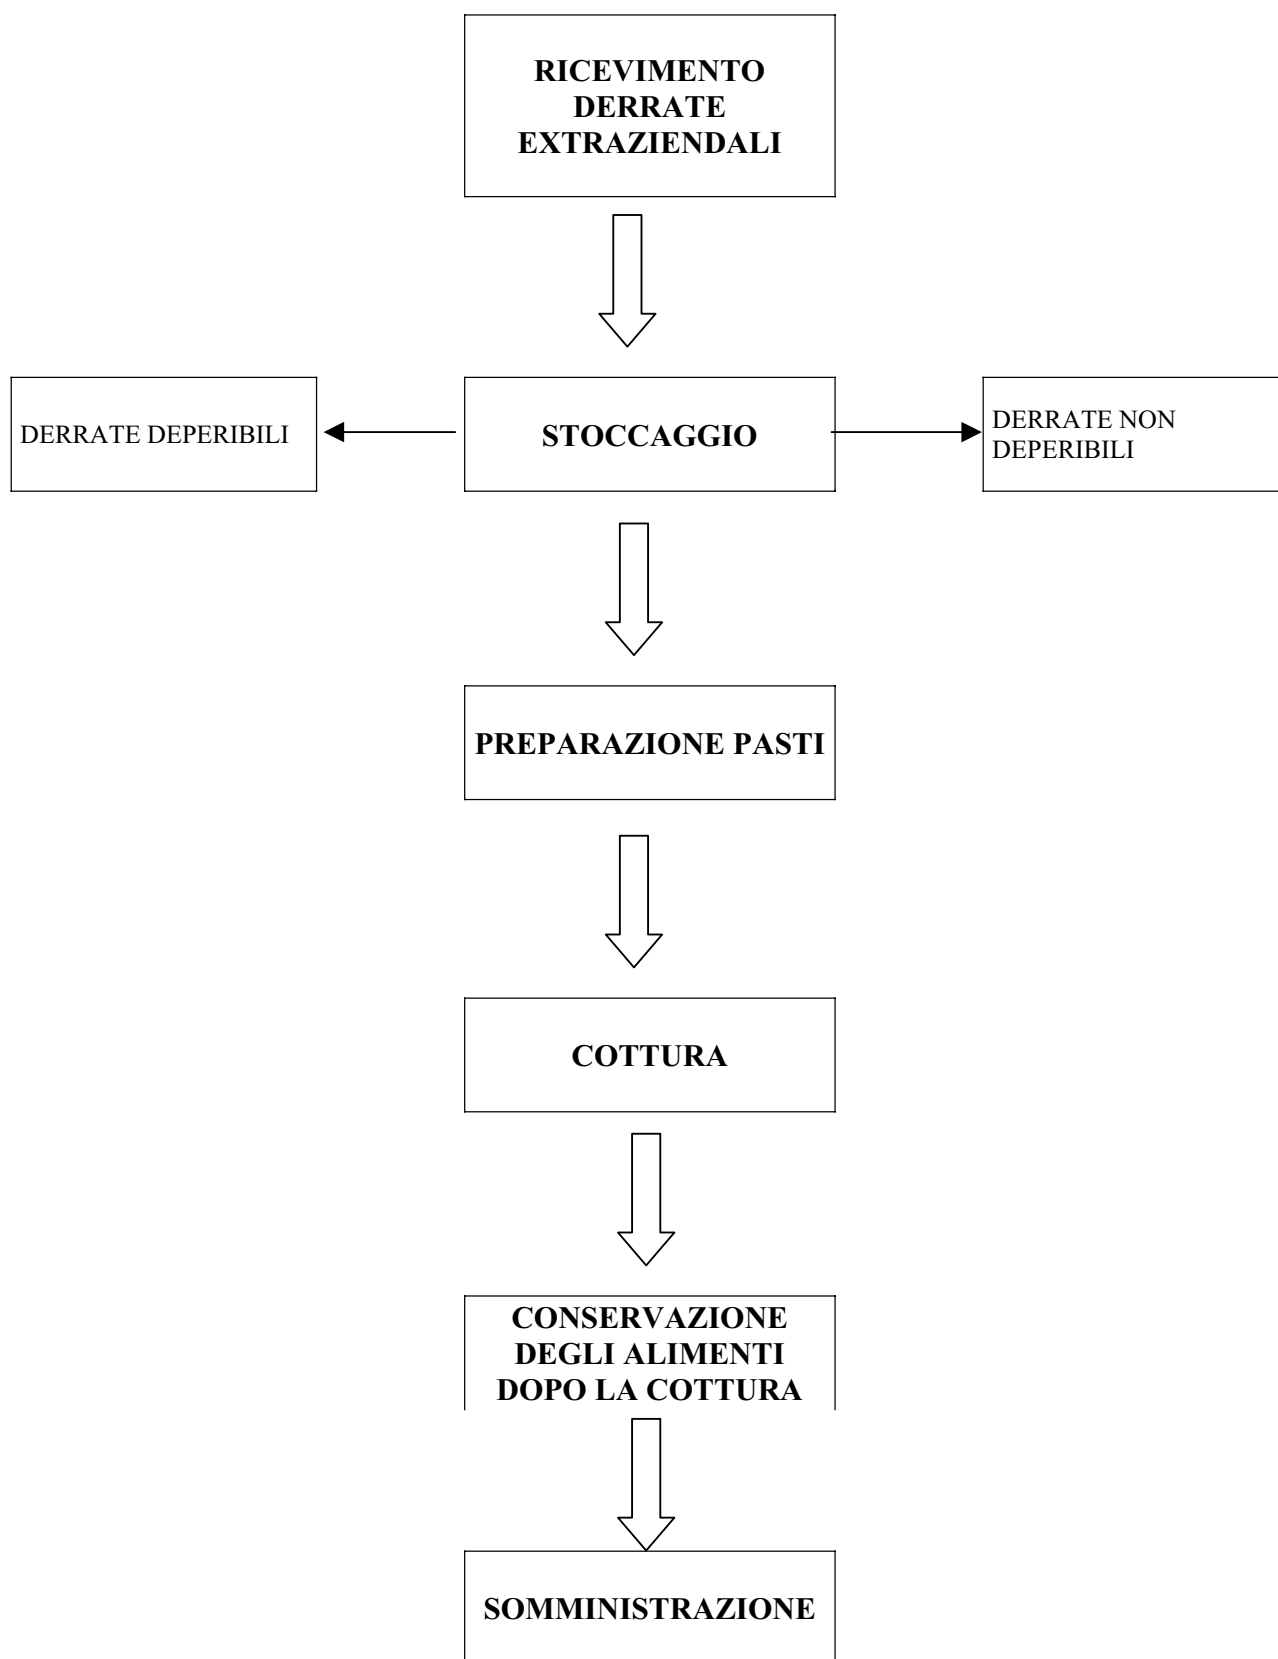 RICEVIMENTO
DERRATE
EXTRAZIENDALI
DERRATE DEPERIBILI
STOCCAGGIO
DERRATE NON
DEPERIBILI
PREPARAZIONE PASTI
COTTURA
CONSERVAZIONE
DEGLI ALIMENTI
DOPO LA COTTURA
SOMMINISTRAZIONE